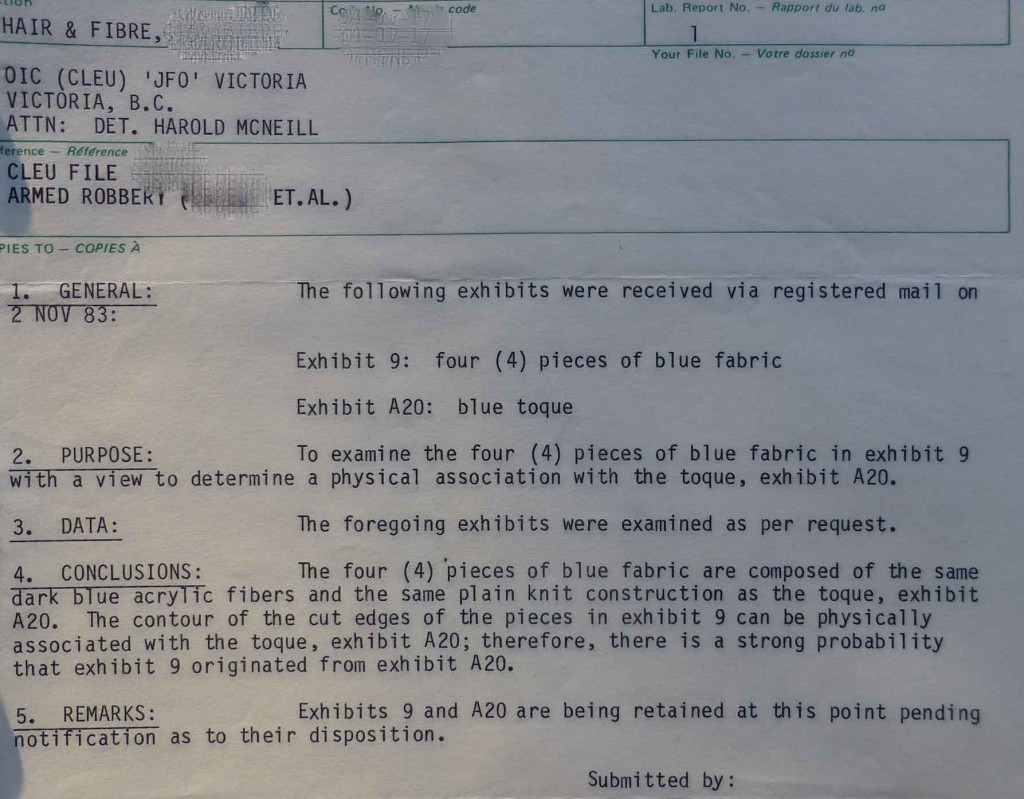 code
Lab. Report No. — Rapport du lab. no
HAIR & FIBRE,
1
Your File No. — Votre dossier no
OIC (CLEU) 'JFO' VICTORIA
VICTORIA, B.C.
ATTN: DET. HAROLD MCNEILL
ference — Référence
CLEU FILE
ARMED ROBBERY ( ET.AL.)
PIES TO — COPIES À
1. GENERAL: The following exhibits were received via registered mail on
2 NOV 83:
Exhibit 9: four (4) pieces of blue fabric
Exhibit A20: blue toque
2. PURPOSE: To examine the four (4) pieces of blue fabric in exhibit 9
with a view to determine a physical association with the toque, exhibit A20.
3. DATA: The foregoing exhibits were examined as per request.
4. CONCLUSIONS: The four (4) pieces of blue fabric are composed of the same
dark blue acrylic fibers and the same plain knit construction as the toque, exhibit
A20. The contour of the cut edges of the pieces in exhibit 9 can be physically
associated with the toque, exhibit A20; therefore, there is a strong probability
that exhibit 9 originated from exhibit A20.
5. REMARKS: Exhibits 9 and A20 are being retained at this point pending
notification as to their disposition.
Submitted by: